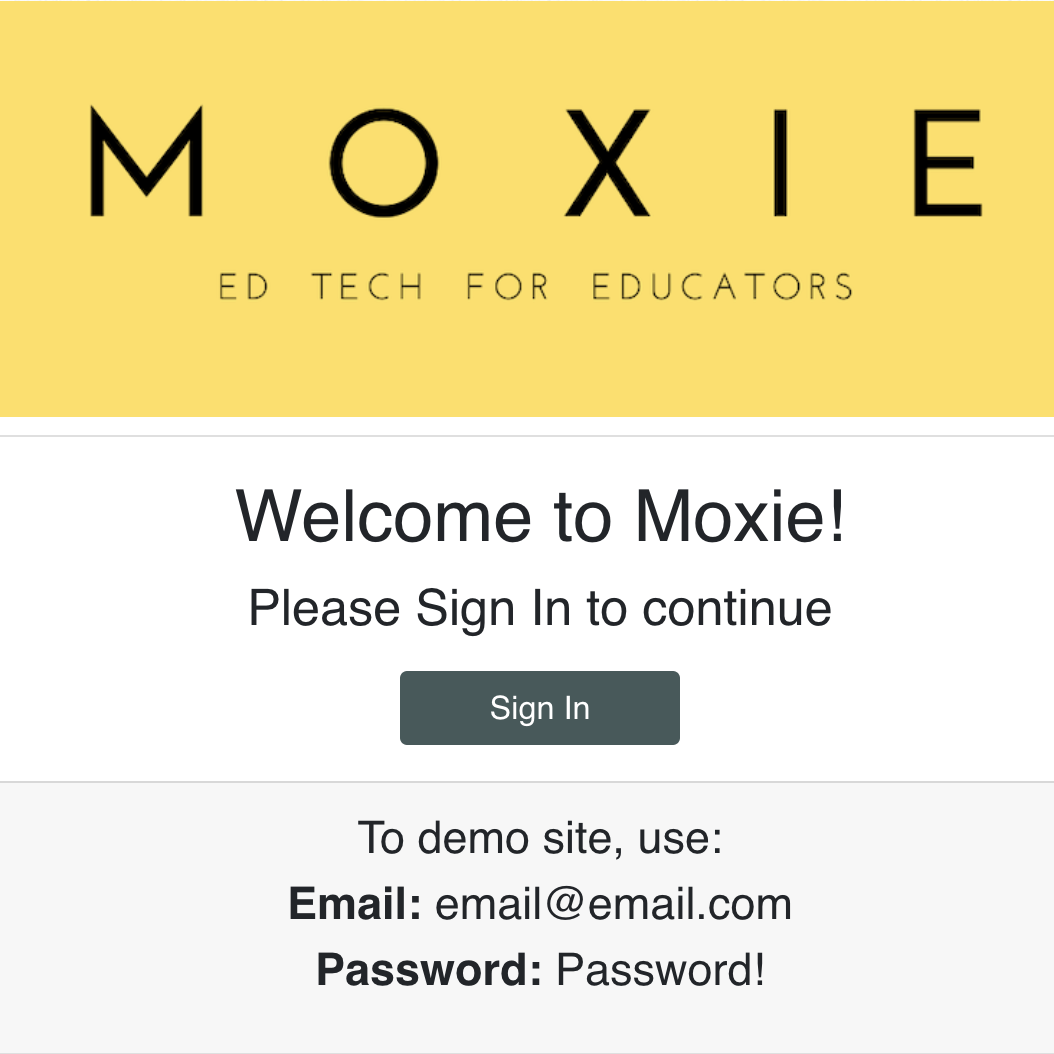 MOXIE
ED TECH FOR EDUCATORS
Welcome to Moxie!
Please Sign In to continue
Sign In
To demo site, use:
Email: email@email.com
Password: Password!